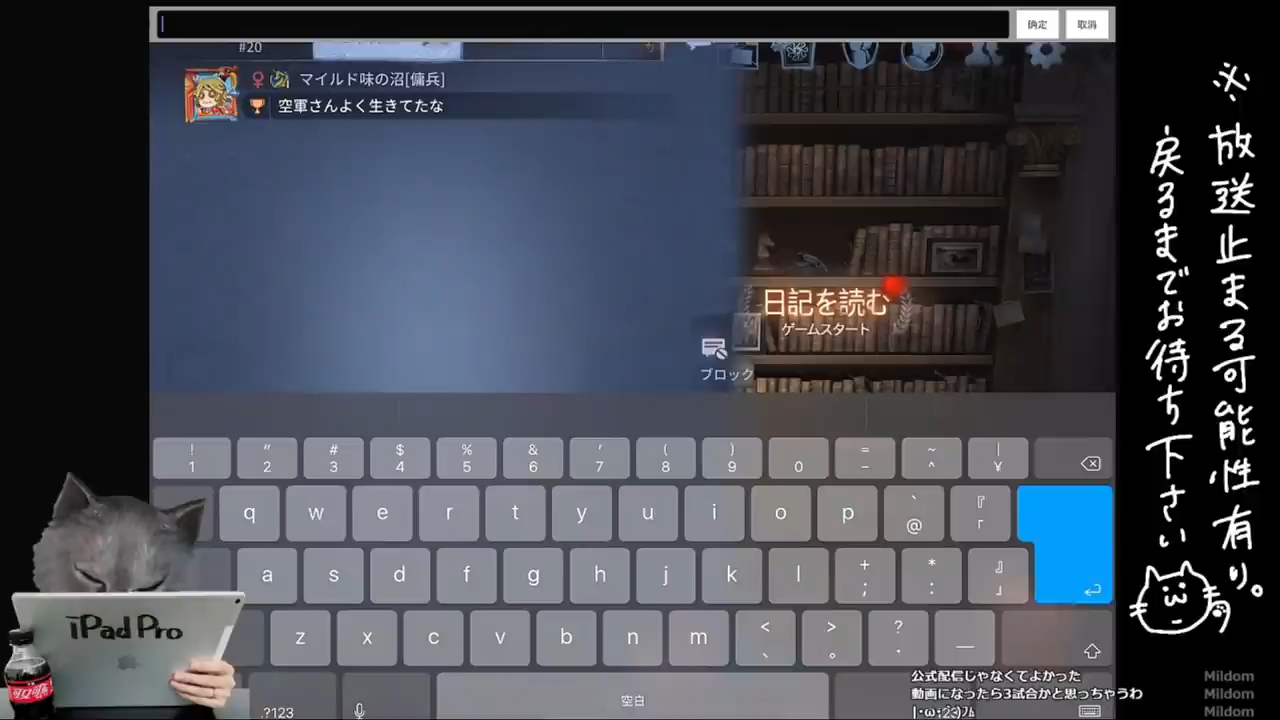 确定
取消
#20
マイルド味の沼[傭兵]
空軍さんよく生きてたな
日記を読む
ゲームスタート
ブロック
※放送止まる可能性有り。
戻るまでお待ち下さい
! 1
" 2
# 3
$ 4
% 5
& 6
' 7
( 8
) 9
0
= -
~ ^
| ¥
q w e r t y u i o p
` @
『 「
a s d f g h j k l
+ ;
* :
』 」
z x c v b n m
< 、
> 。
? ・
—
.?123
空白
iPad Pro
可口可乐
公式配信じゃなくてよかった
動画になったら3試合かと思っちゃうわ
Mildom
Mildom
Mildom